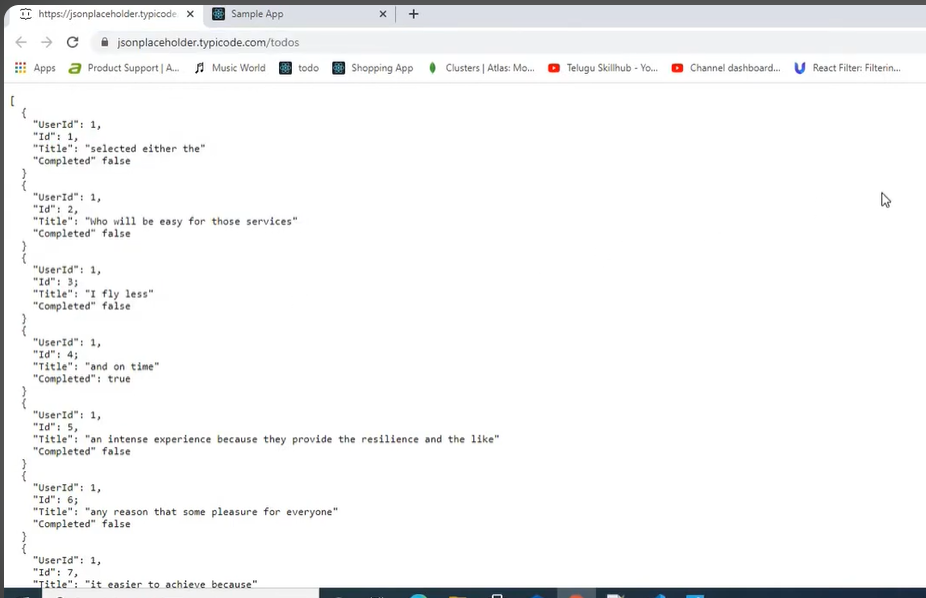 https://jsonplaceholder.typicode
Sample App
jsonplaceholder.typicode.com/todos
Apps
Product Support | A...
Music World
todo
Shopping App
Clusters | Atlas: Mo...
Telugu Skillhub - Yo...
Channel dashboard...
React Filter: Filterin...
[
{
"UserId": 1,
"Id": 1,
"Title": "selected either the"
"Completed" false
}
{
"UserId": 1,
"Id": 2,
"Title": "Who will be easy for those services"
"Completed" false
}
{
"UserId": 1,
"Id": 3;
"Title": "I fly less"
"Completed" false
}
{
"UserId": 1,
"Id": 4;
"Title": "and on time"
"Completed": true
}
{
"UserId": 1,
"Id": 5,
"Title": "an intense experience because they provide the resilience and the like"
"Completed" false
}
{
"UserId": 1,
"Id": 6;
"Title": "any reason that some pleasure for everyone"
"Completed" false
}
{
"UserId": 1,
"Id": 7,
"Title": "it easier to achieve because"